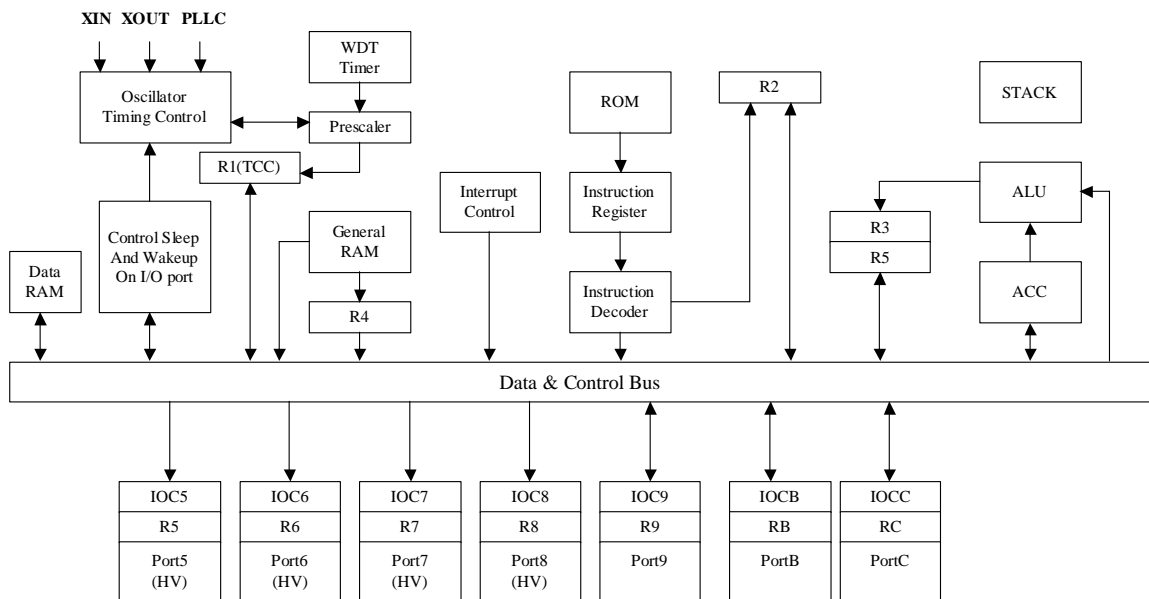 XIN XOUT PLLC
WDT
Timer
Oscillator
Timing Control
Prescaler
R1(TCC)
ROM
R2
STACK
Interrupt
Control
Instruction
Register
ALU
General
RAM
Control Sleep
And Wakeup
On I/O port
R3
R5
Data
RAM
R4
Instruction
Decoder
ACC
Data & Control Bus
IOC5
R5
Port5
(HV)
IOC6
R6
Port6
(HV)
IOC7
R7
Port7
(HV)
IOC8
R8
Port8
(HV)
IOC9
R9
Port9
IOCB
RB
PortB
IOCC
RC
PortC